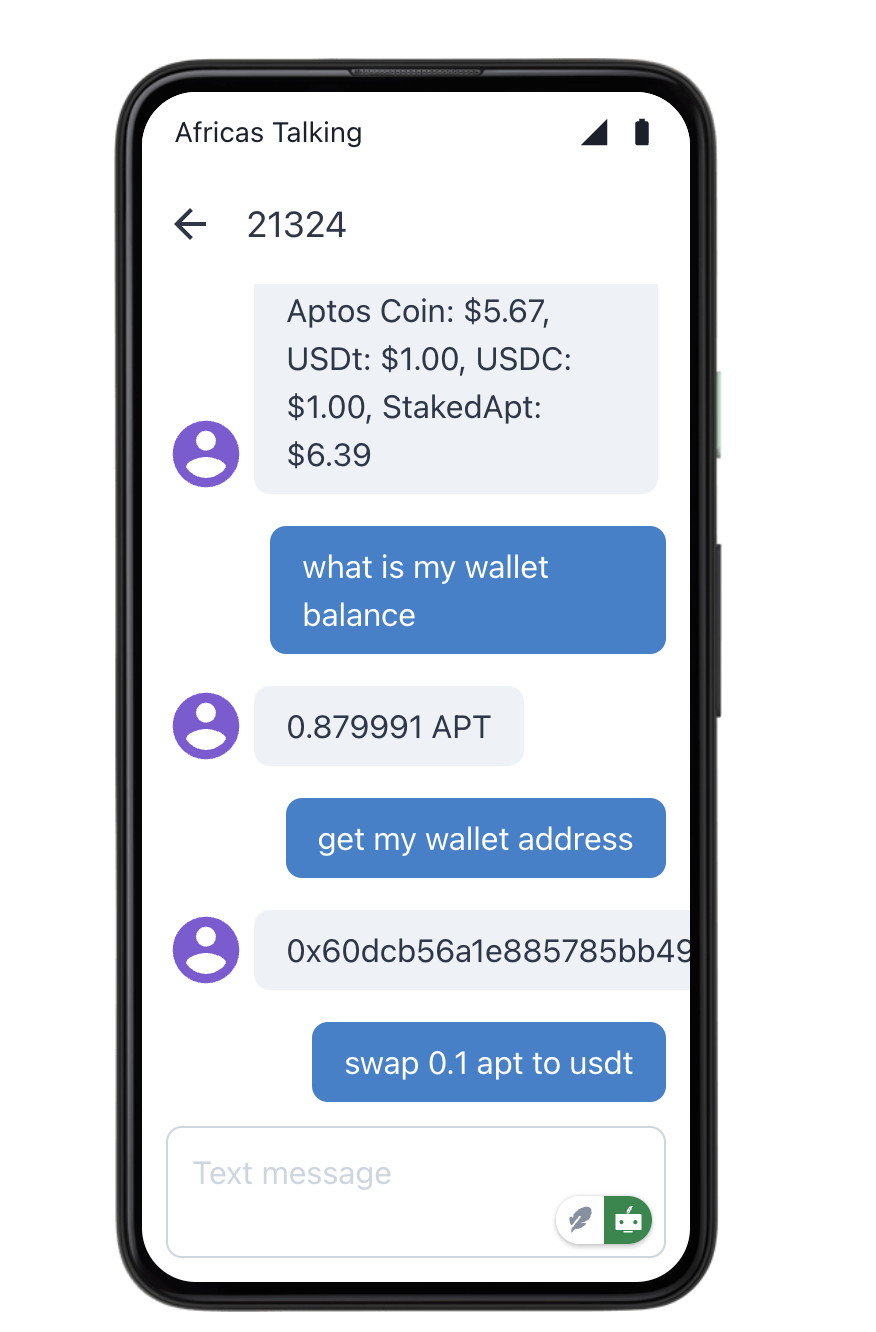 Africas Talking
21324
Aptos Coin: $5.67,
USDt: $1.00, USDC:
$1.00, StakedApt:
$6.39
what is my wallet
balance
0.879991 APT
get my wallet address
0x60dcb56a1e885785bb49
swap 0.1 apt to usdt
Text message